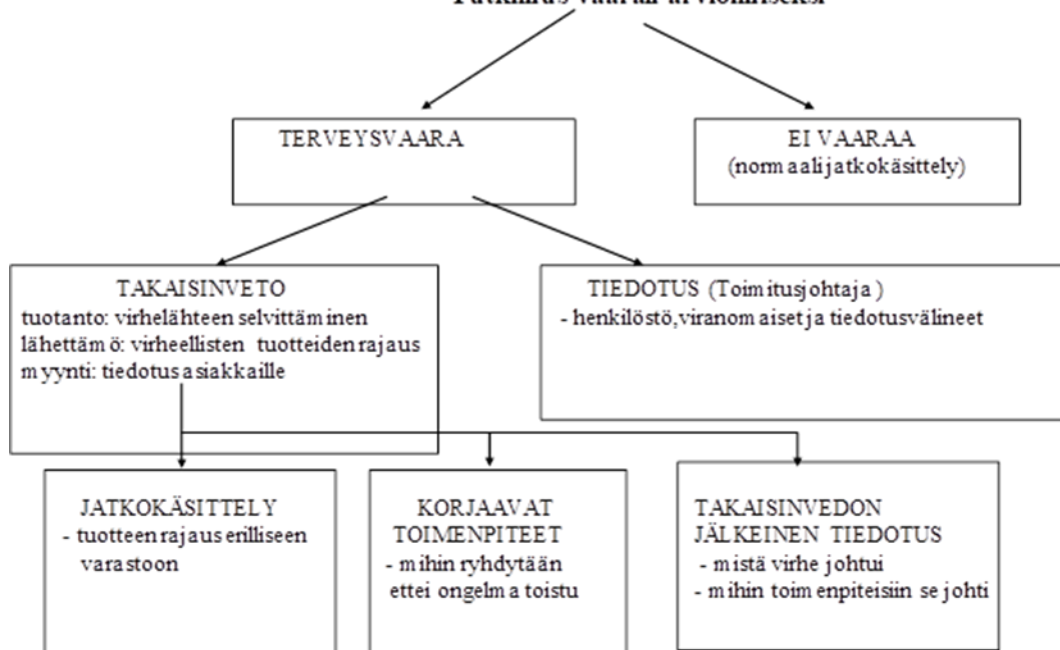 vaaran arvioimiseksi
TERVEYSVAARA
EI VAARAA
(normaali jatkokäsittely)
TAKAISINVETO
tuotanto: virhelähteen selvittäminen
lähettämö: virheellisten tuotteiden rajaus
myynti: tiedotus asiakkaille
TIEDOTUS (Toimitusjohtaja )
- henkilöstö,viranomaiset ja tiedotusvälineet
JATKOKÄSITTELY
- tuotteen rajaus erilliseen
varastoon
KORJAAVAT
TOIMENPITEET
- mihin ryhdytään
ettei ongelma toistu
TAKAISINVEDON
JÄLKEINEN TIEDOTUS
- mistä virhe johtui
- mihin toimenpiteisiin se johti